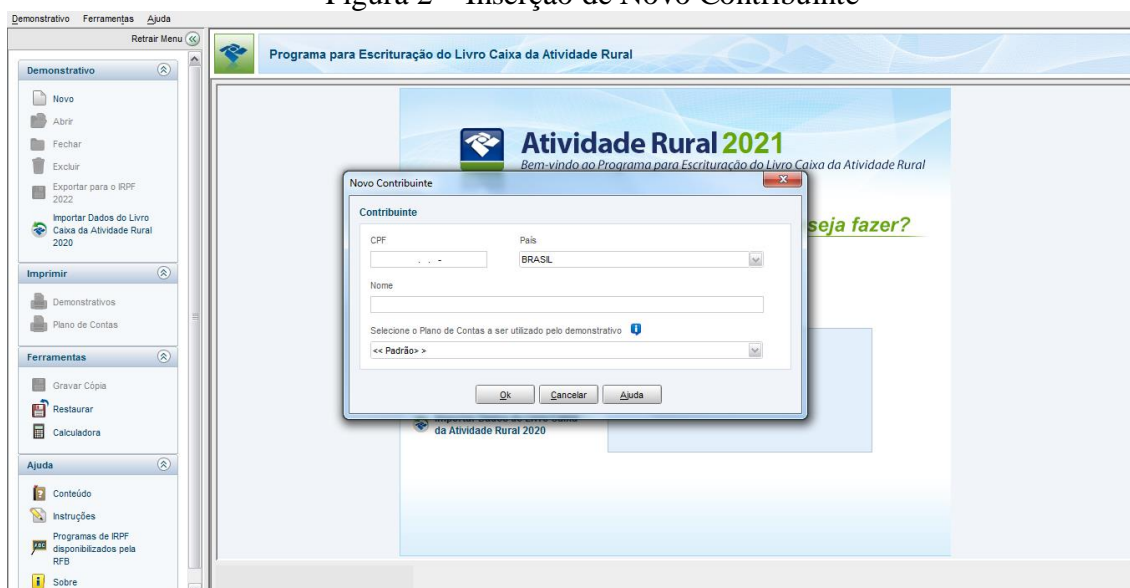 Figura 2 – Inserção de Novo Contribuinte
Demonstrativo Ferramentas Ajuda
Retrair Menu
Demonstrativo
Novo
Abrir
Fechar
Excluir
Exportar para o IRPF
2022
Importar Dados do Livro
Caixa da Atividade Rural
2020
Imprimir
Demonstrativos
Plano de Contas
Ferramentas
Gravar Cópia
Restaurar
Calculadora
Ajuda
Conteúdo
Instruções
Programas de IRPF
disponibilizados pela
RFB
Sobre
Programa para Escrituração do Livro Caixa da Atividade Rural
Atividade Rural 2021
Bem-vindo ao Programa para Escrituração do Livro Caixa da Atividade Rural
seja fazer?
Novo Contribuinte
Contribuinte
CPF País
. . - BRASIL
Nome
Selecione o Plano de Contas a ser utilizado pelo demonstrativo
<< Padrão> >
Ok Cancelar Ajuda
Importar Dados do Livro Caixa
da Atividade Rural 2020